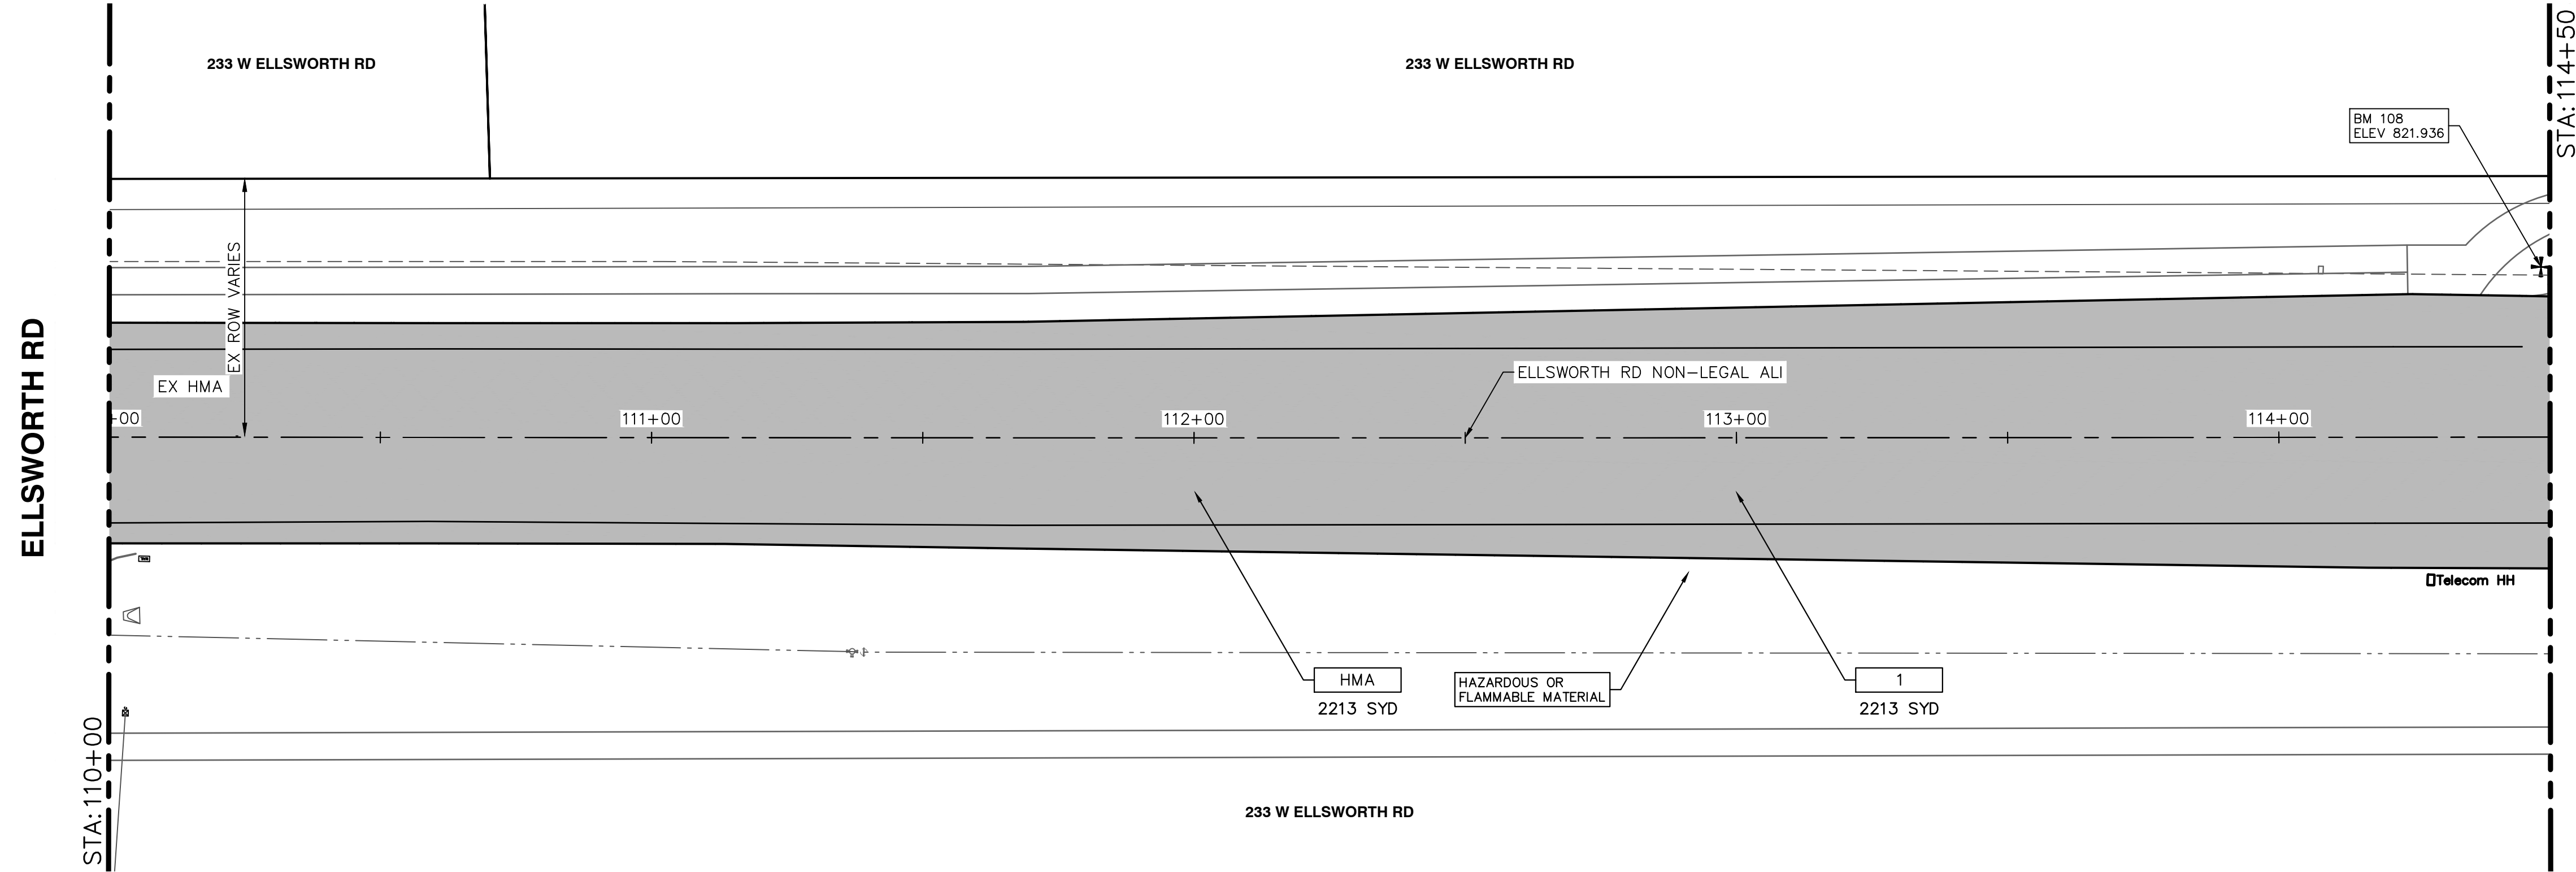 STA:114+50
233 W ELLSWORTH RD
233 W ELLSWORTH RD
BM 108
ELEV 821.936
EX ROW VARIES
ELLSWORTH RD
EX HMA
ELLSWORTH RD NON-LEGAL ALI
+00
111+00
112+00
113+00
114+00
Telecom HH
HMA
2213 SYD
HAZARDOUS OR
FLAMMABLE MATERIAL
1
2213 SYD
STA:110+00
233 W ELLSWORTH RD